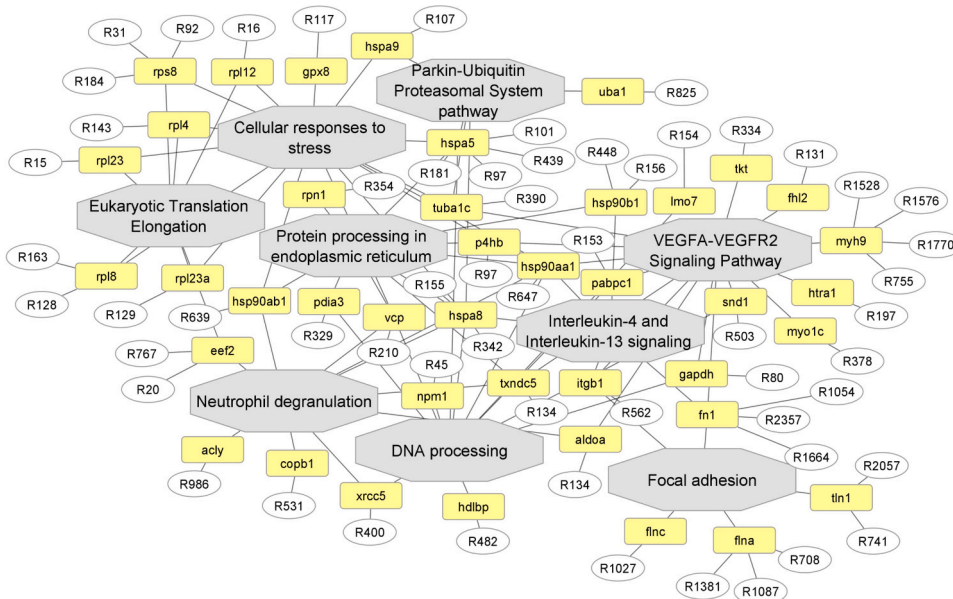 R107
R117
R92
R16
R31
hspa9
rps8
rpl12
gpx8
R184
Parkin-Ubiquitin
Proteasomal System
pathway
uba1
R825
R143
rpl4
Cellular responses to
stress
R101
R154
R334
hspa5
R439
R448
R15
rpl23
R181
R97
R156
tkt
R131
rpn1
R354
R390
lmo7
fhl2
R1528
R1576
Eukaryotic Translation
Elongation
tuba1c
hsp90b1
Protein processing in
endoplasmic reticulum
p4hb
R153
VEGFA-VEGFR2
Signaling Pathway
myh9
R1770
R163
rpl8
rpl23a
R97
hsp90aa1
R755
R128
R129
hsp90ab1
pdia3
R155
R647
pabpc1
snd1
htra1
R639
R329
vcp
hspa8
Interleukin-4 and
Interleukin-13 signaling
R197
R503
myo1c
R767
eef2
R210
R342
R378
R20
R45
txndc5
itgb1
gapdh
R80
R1054
Neutrophil degranulation
npm1
R134
R562
fn1
R2357
acly
DNA processing
aldoa
R1664
R986
copb1
R134
Focal adhesion
R2057
R531
xrcc5
hdlbp
tln1
R400
R482
flnc
flna
R741
R1027
R708
R1381
R1087